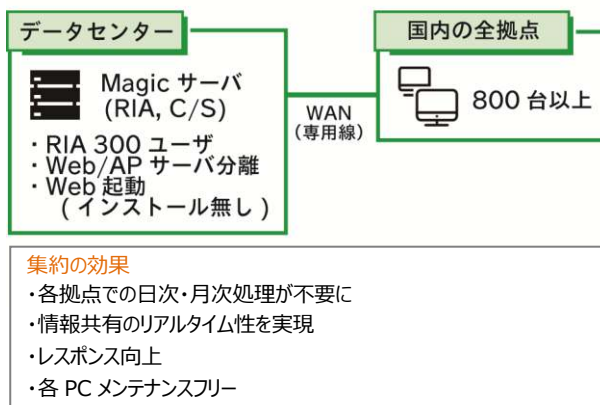 データセンター
Magic サーバ
(RIA, C/S)
・RIA 300 ユーザ
・Web/AP サーバ分離
・Web 起動
(インストール無し)
WAN
(専用線)
国内の全拠点
800 台以上
集約の効果
・各拠点での日次・月次処理が不要に
・情報共有のリアルタイム性を実現
・レスポンス向上
・各 PC メンテナンスフリー